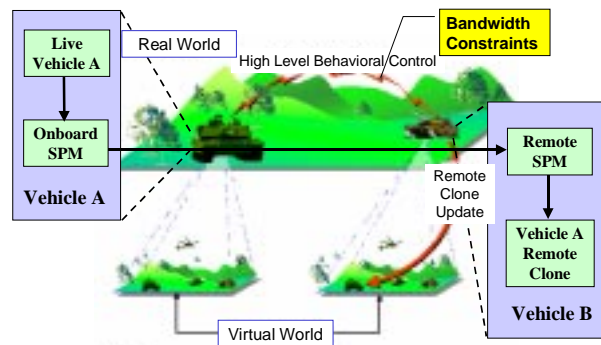 Live
Vehicle A
Onboard
SPM
Vehicle A
Real World
High Level Behavioral Control
Bandwidth
Constraints
Remote
Clone
Update
Remote
SPM
Vehicle A
Remote
Clone
Vehicle B
Virtual World